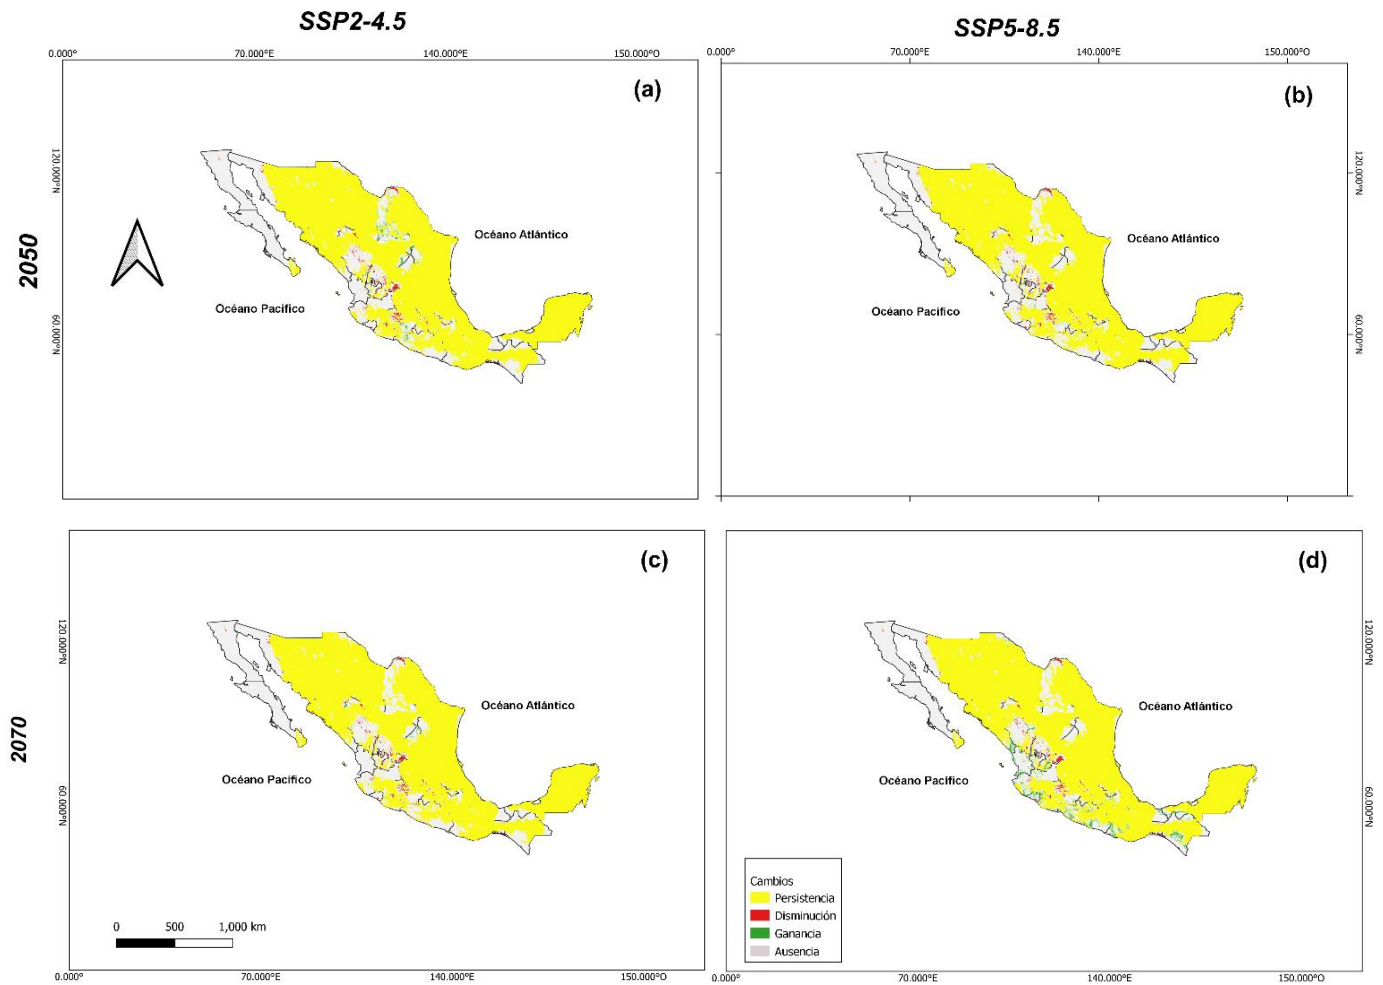 SSP2-4.5
SSP5-8.5
0.000°
70.000°E
140.000°E
150.000°O
0.000°
70.000°E
140.000°E
150.000°O
(a)
(b)
120.000°N
120.000°N
2050
Océano Atlántico
Océano Atlántico
Océano Pacífico
Océano Pacífico
60.000°N
60.000°N
(c)
(d)
120.000°N
120.000°N
2070
Océano Atlántico
Océano Atlántico
Océano Pacífico
Océano Pacífico
60.000°N
60.000°N
Cambios
Persistencia
Disminución
Ganancia
Ausencia
0 500 1,000 km
0.000°
70.000°E
140.000°E
150.000°O
0.000°
70.000°E
140.000°E
150.000°O